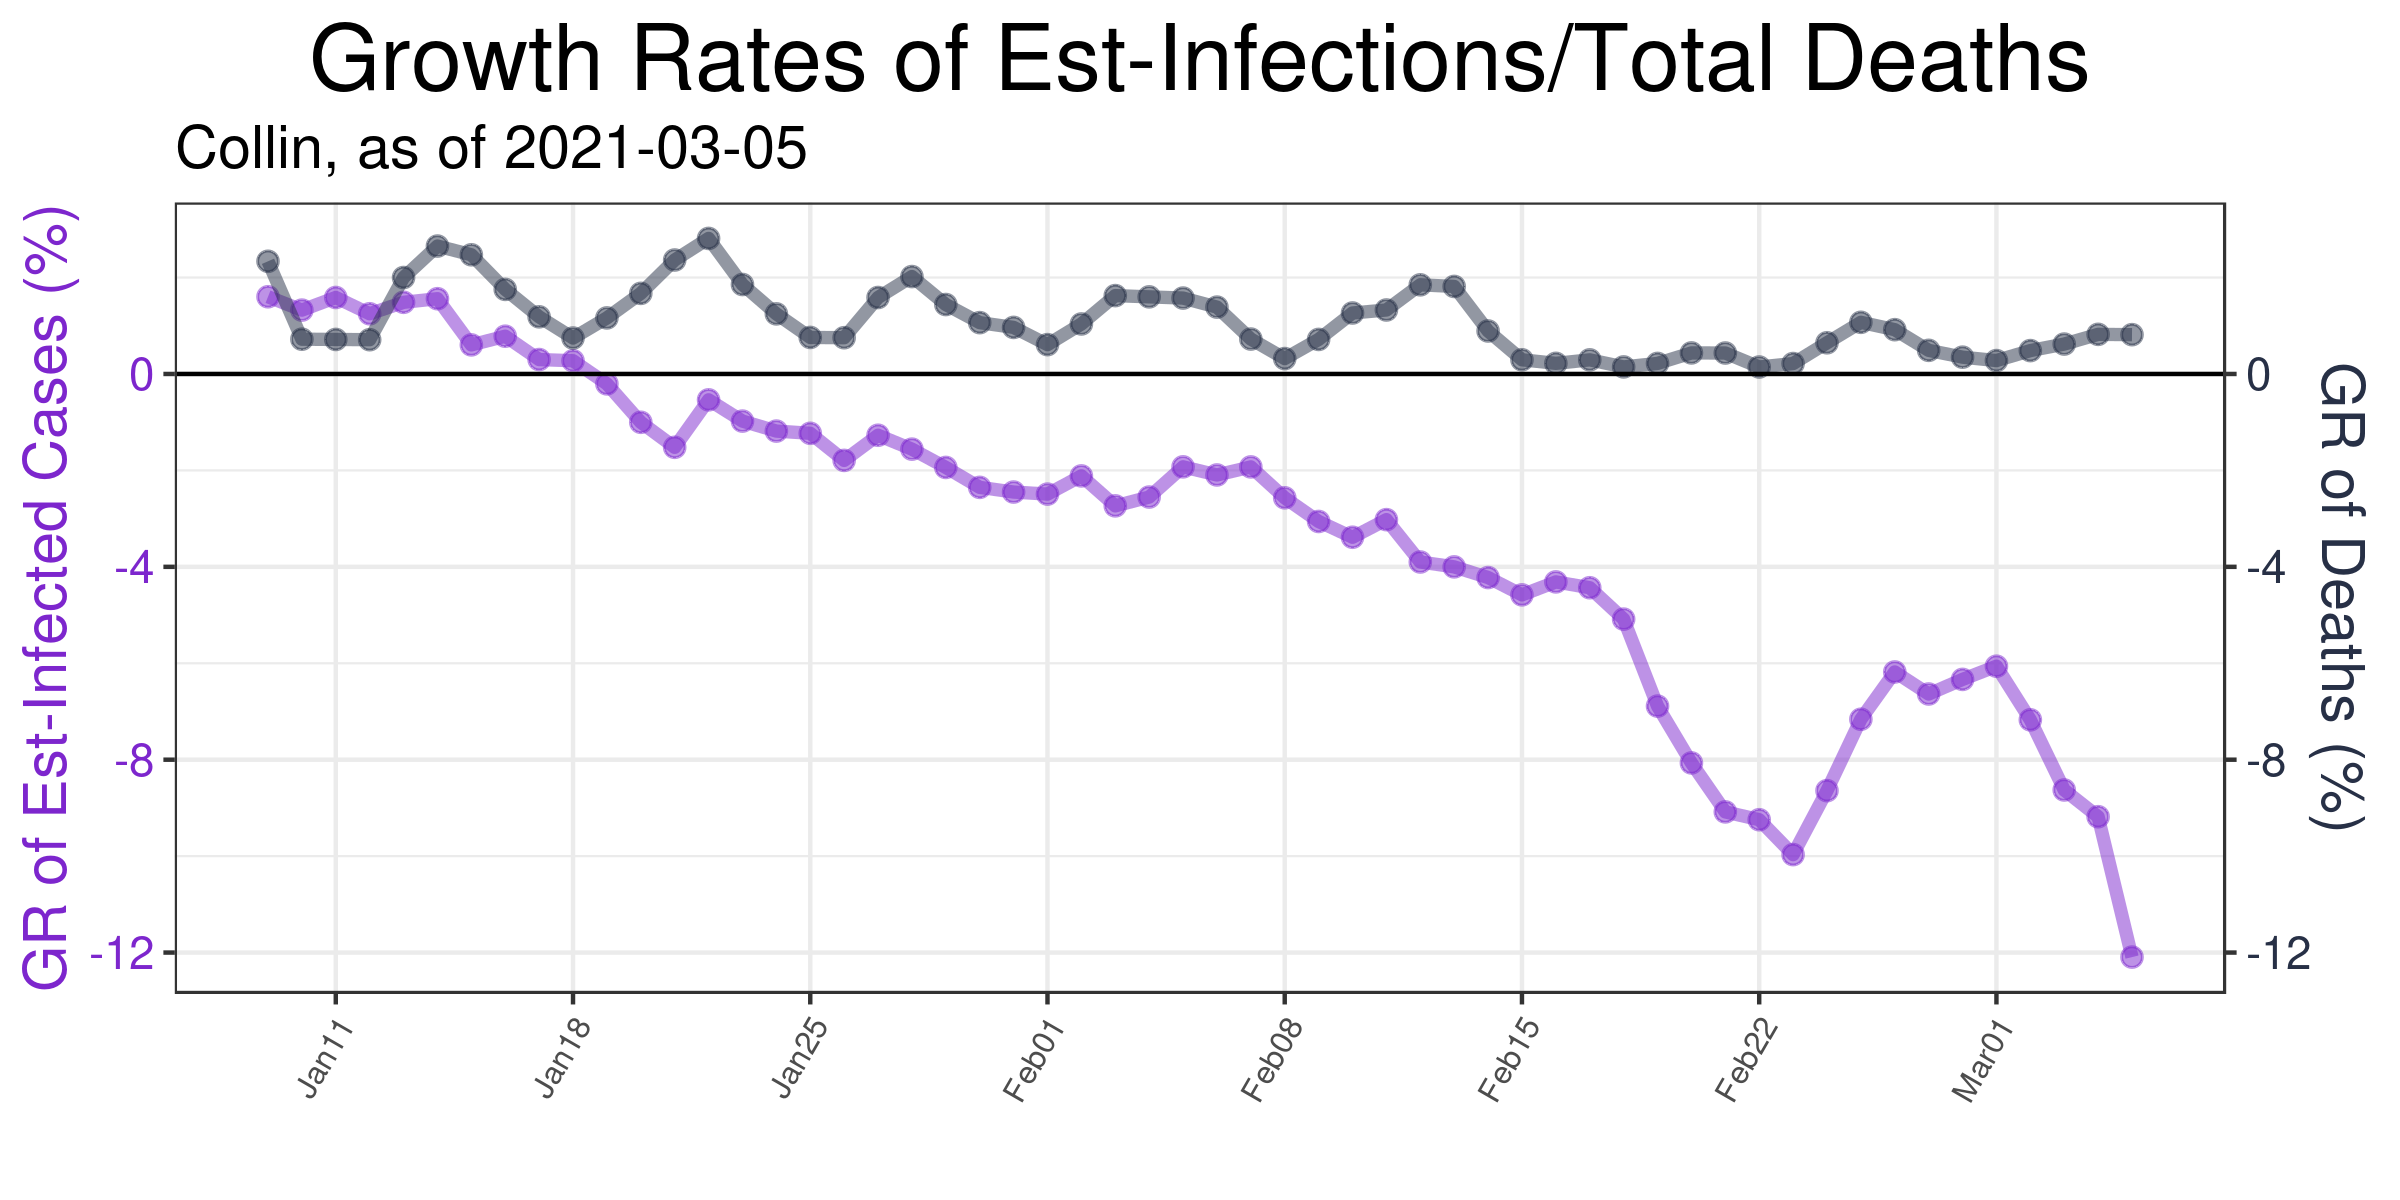 Growth Rates of Est-Infections/Total Deaths
Collin, as of 2021-03-05
GR of Est-Infected Cases (%)
0
-4
-8
-12
0
-4
-8
-12
GR of Deaths (%)
Jan11
Jan18
Jan25
Feb01
Feb08
Feb15
Feb22
Mar01